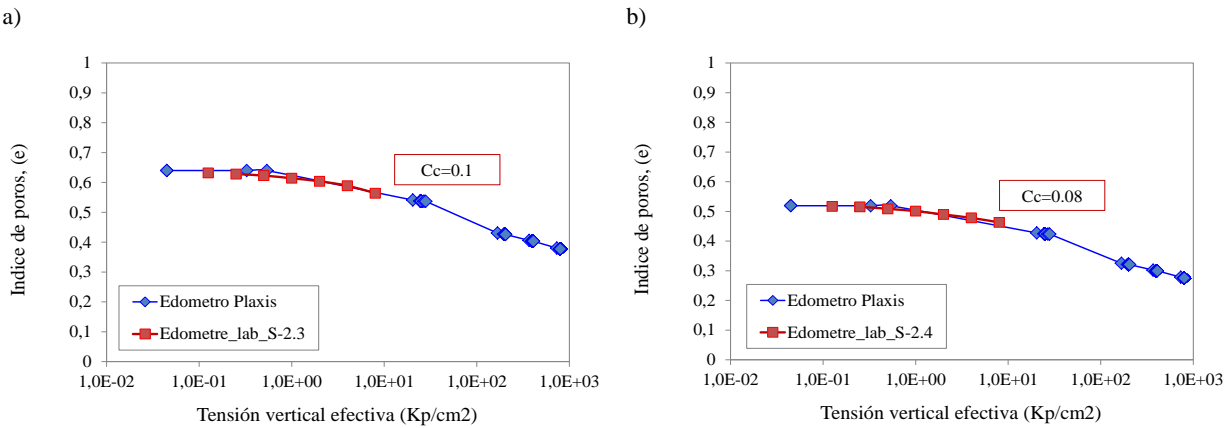 a)
1
0,9
0,8
0,7
0,6
0,5
0,4
0,3
0,2
0,1
0
Indice de poros, (e)
Cc=0.1
Edometro Plaxis
Edometre_lab_S-2.3
1,0E-02 1,0E-01 1,0E+00 1,0E+01 1,0E+02 1,0E+03
Tensión vertical efectiva (Kp/cm2)
b)
1
0,9
0,8
0,7
0,6
0,5
0,4
0,3
0,2
0,1
0
Indice de poros, (e)
Cc=0.08
Edometro Plaxis
Edometre_lab_S-2.4
1,0E-02 1,0E-01 1,0E+00 1,0E+01 1,0E+02 1,0E+03
Tensión vertical efectiva (Kp/cm2)